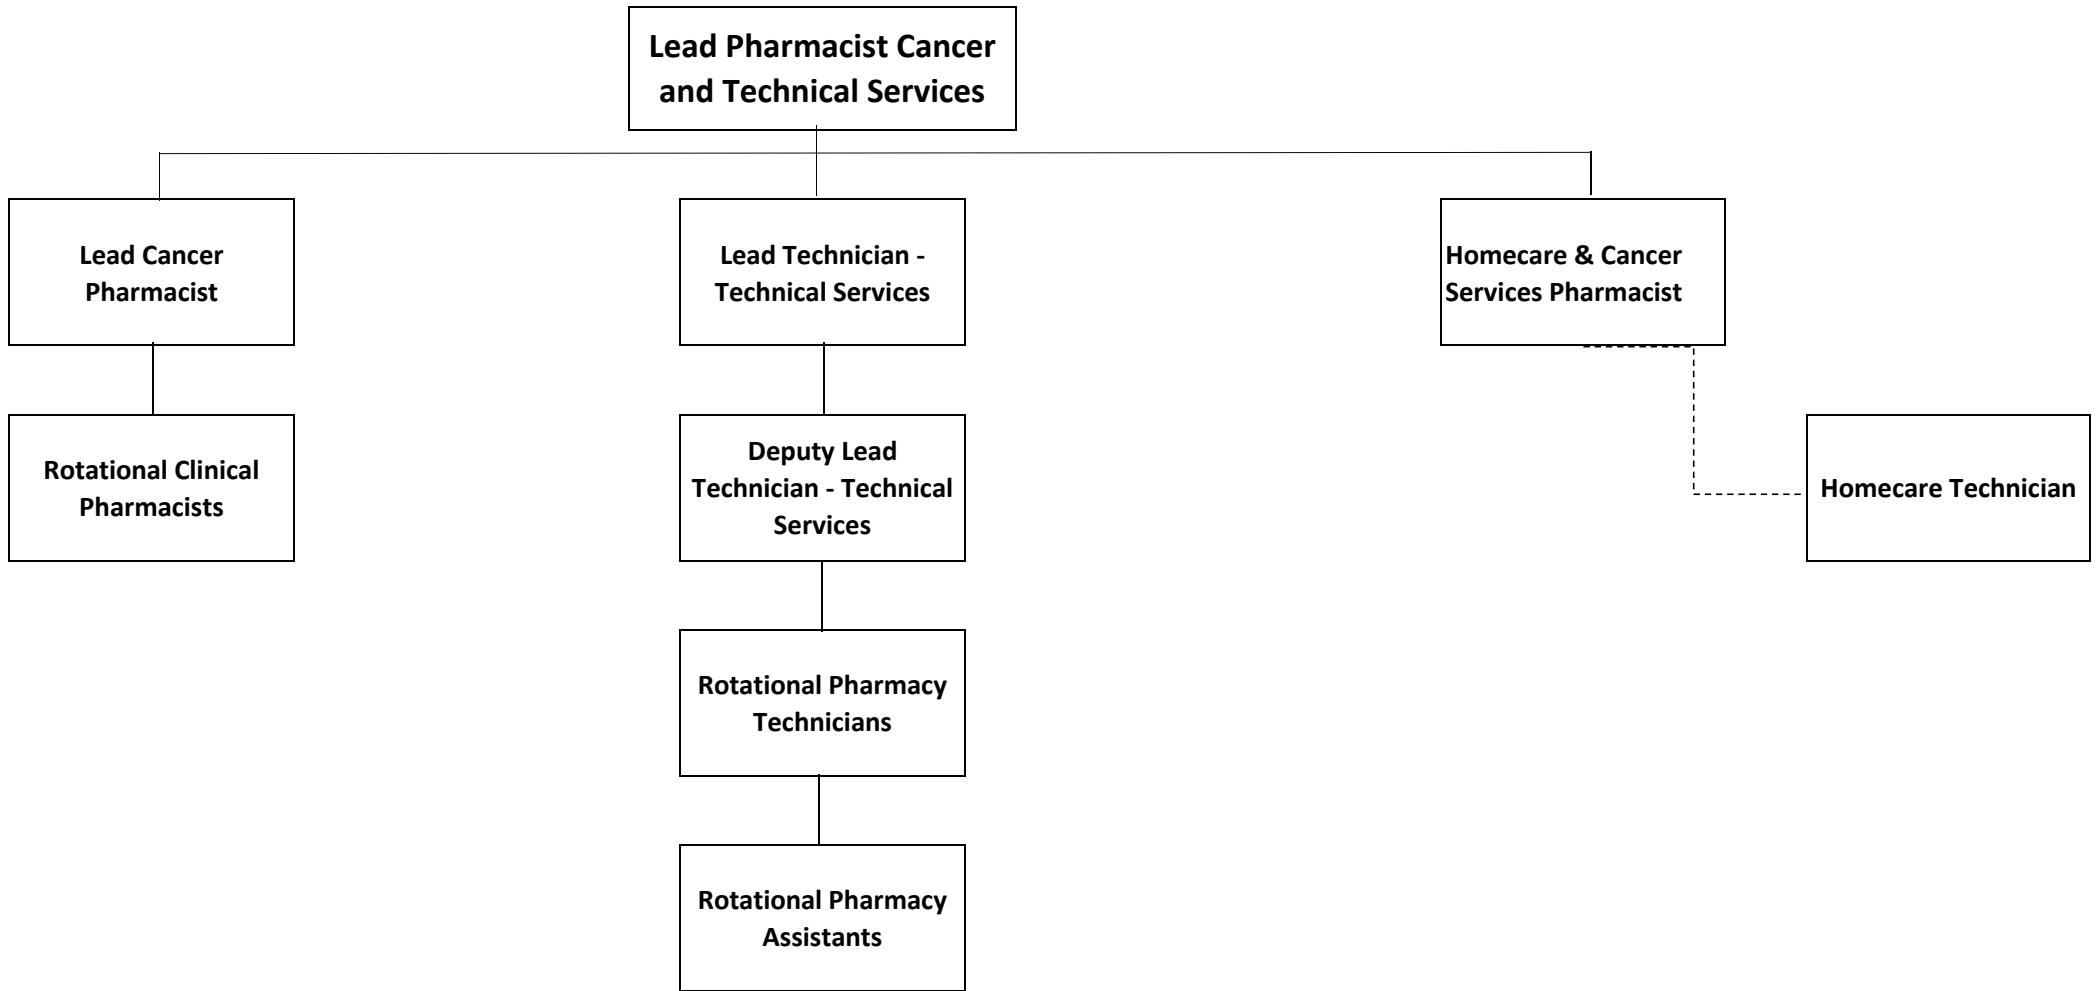 Lead Pharmacist Cancer
and Technical Services
Lead Cancer
Pharmacist
Lead Technician -
Technical Services
Homecare & Cancer
Services Pharmacist
Rotational Clinical
Pharmacists
Deputy Lead
Technician - Technical
Services
Homecare Technician
Rotational Pharmacy
Technicians
Rotational Pharmacy
Assistants